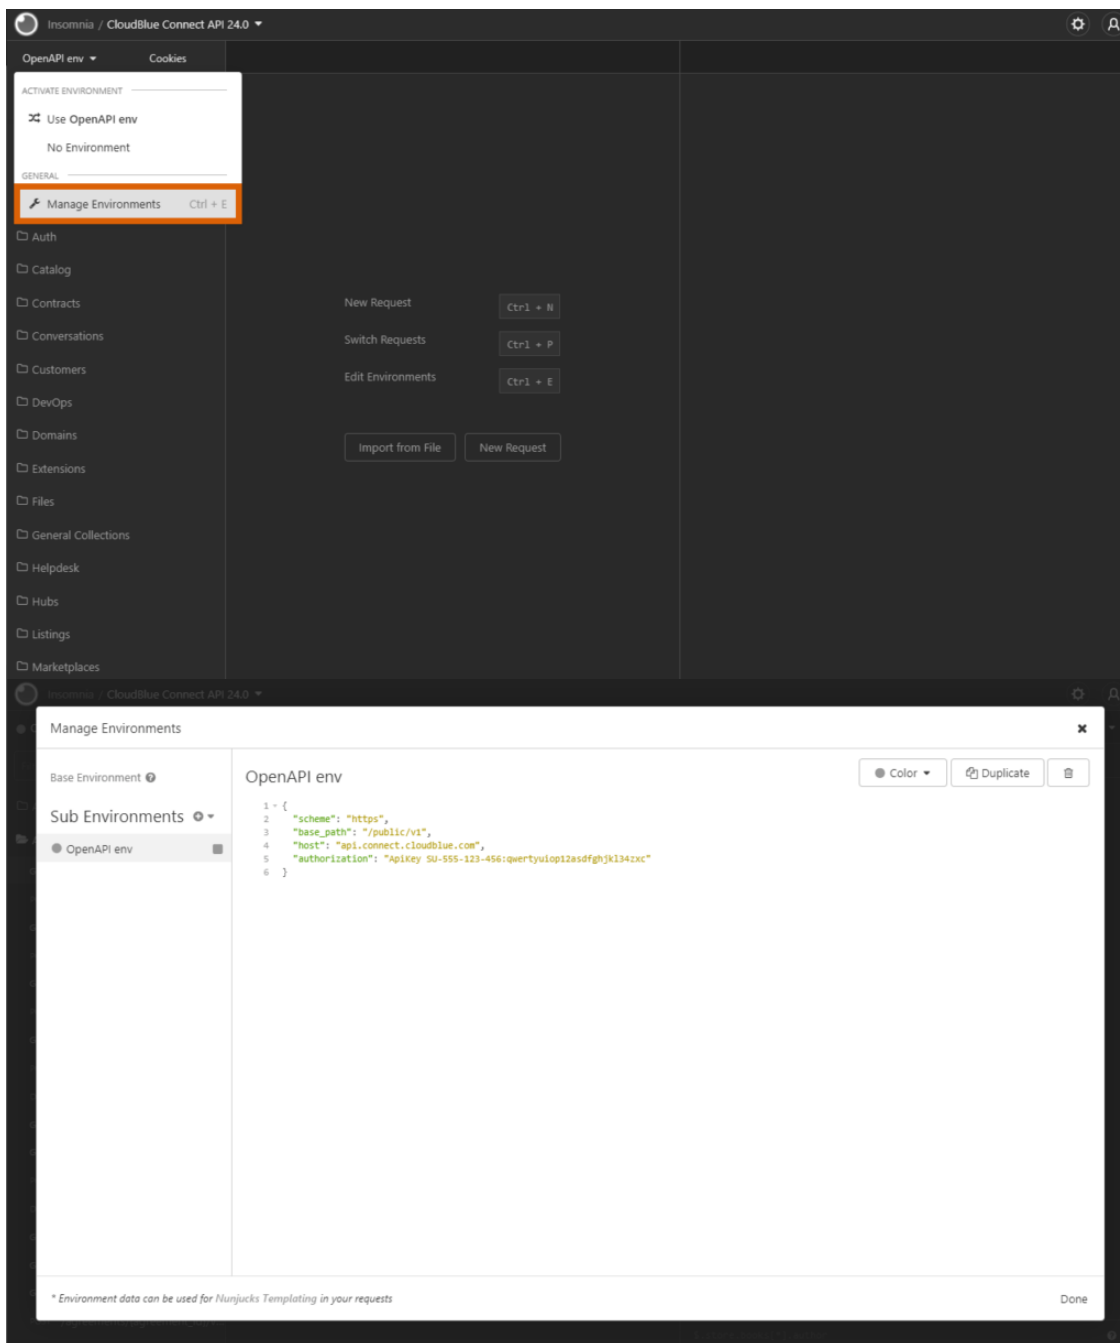 Insomnia / CloudBlue Connect API 24.0
OpenAPI env Cookies
ACTIVATE ENVIRONMENT
Use OpenAPI env
No Environment
GENERAL
Manage Environments Ctrl + E
Auth
Catalog
Contracts
Conversations
Customers
DevOps
Domains
Extensions
Files
General Collections
Helpdesk
Hubs
Listings
Marketplaces
New Request Ctrl + N
Switch Requests Ctrl + P
Edit Environments Ctrl + E
Import from File New Request
Insomnia / CloudBlue Connect API 24.0
Manage Environments
Base Environment
Sub Environments
OpenAPI env
OpenAPI env
Color Duplicate
1 {
2 "scheme": "https",
3 "base_path": "/public/v1",
4 "host": "api.connect.cloudblue.com",
5 "authorization": "ApiKey SU-555-123-456:qwertyuiop12asdfghjkl34zxc"
6 }
* Environment data can be used for Nunjucks Templating in your requests
Done